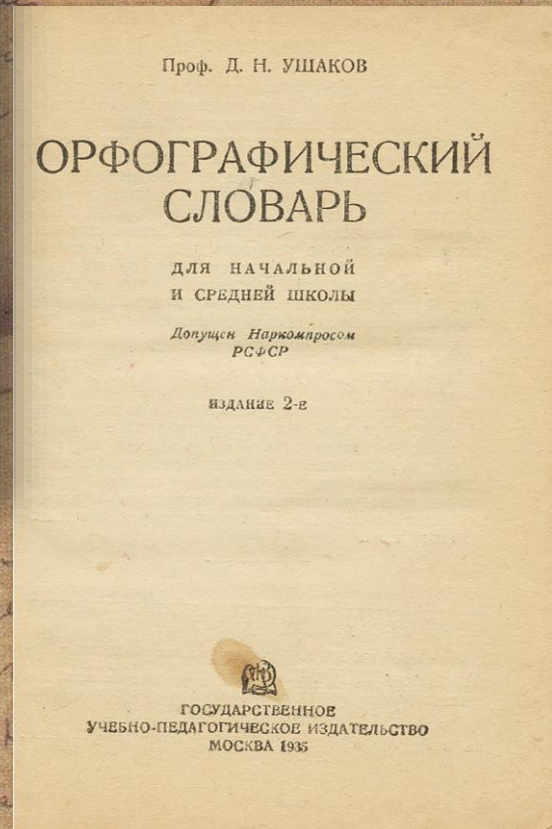 Проф. Д. Н. УШАКОВ
ОРФОГРАФИЧЕСКИЙ
СЛОВАРЬ
ДЛЯ НАЧАЛЬНОЙ
И СРЕДНЕЙ ШКОЛЫ
Допущен Наркомпросом
РСФСР
ИЗДАНИЕ 2-е
ГОСУДАРСТВЕННОЕ
УЧЕБНО-ПЕДАГОГИЧЕСКОЕ ИЗДАТЕЛЬСТВО
МОСКВА 1935